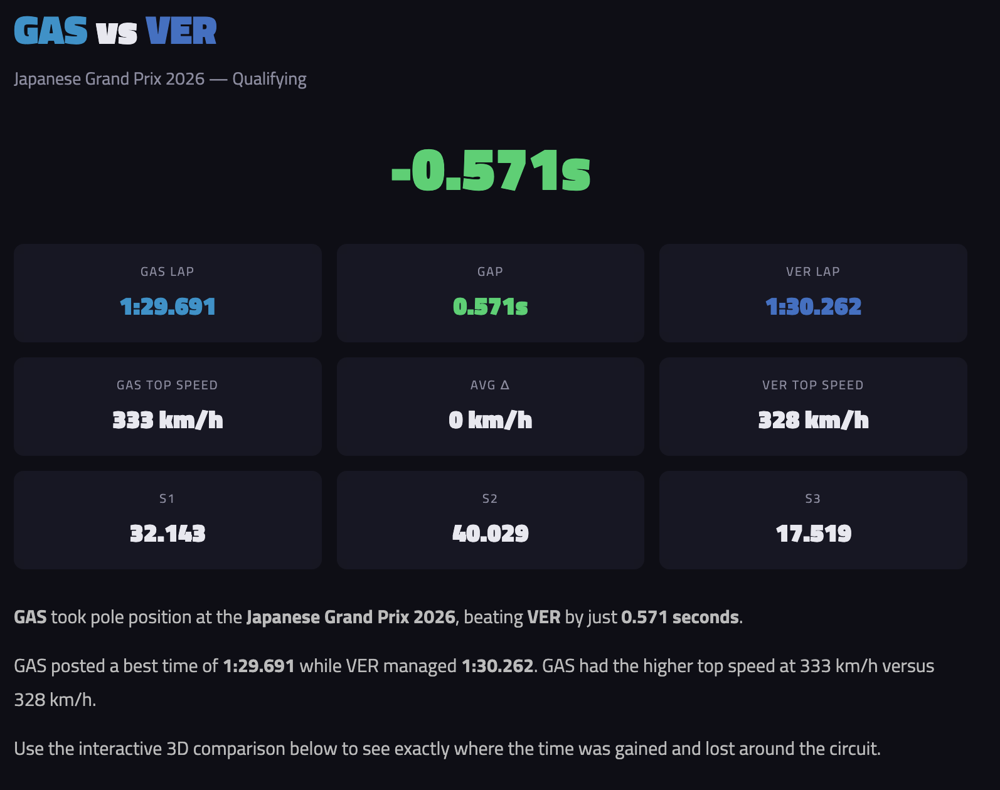 GAS vs VER
Japanese Grand Prix 2026 — Qualifying
-0.571s
GAS LAP
1:29.691
GAP
0.571s
VER LAP
1:30.262
GAS TOP SPEED
333 km/h
AVG Δ
0 km/h
VER TOP SPEED
328 km/h
S1
32.143
S2
40.029
S3
17.519
GAS took pole position at the Japanese Grand Prix 2026, beating VER by just 0.571 seconds.
GAS posted a best time of 1:29.691 while VER managed 1:30.262. GAS had the higher top speed at 333 km/h versus
328 km/h.
Use the interactive 3D comparison below to see exactly where the time was gained and lost around the circuit.